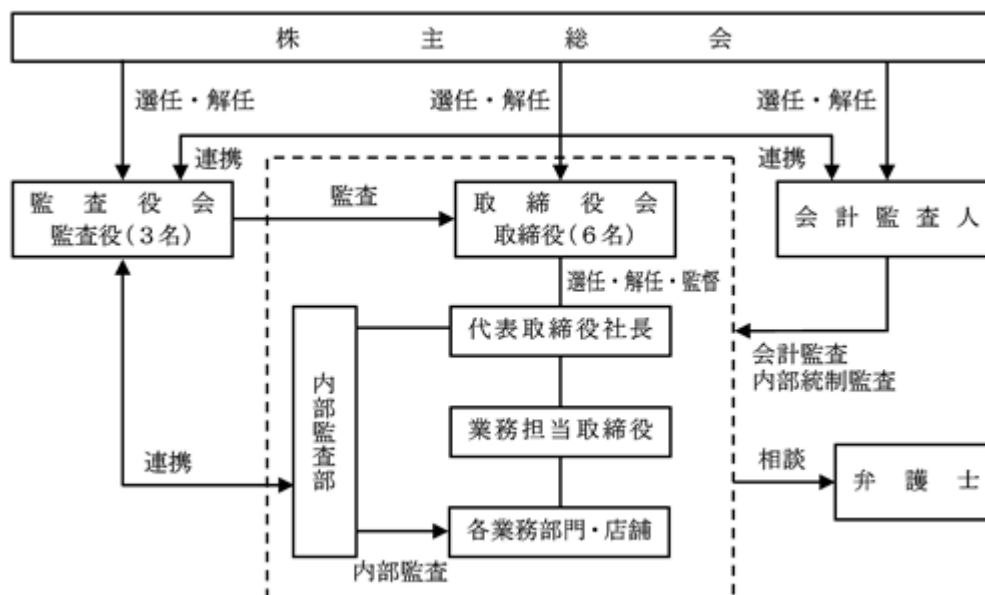 株主総会
選任・解任
選任・解任
選任・解任
連携
連携
監査役会
監査役(3名)
監査
取締役会
取締役(6名)
会計監査人
選任・解任・監督
代表取締役社長
会計監査
内部統制監査
内部監査部
業務担当取締役
連携
相談
弁護士
各業務部門・店舗
内部監査